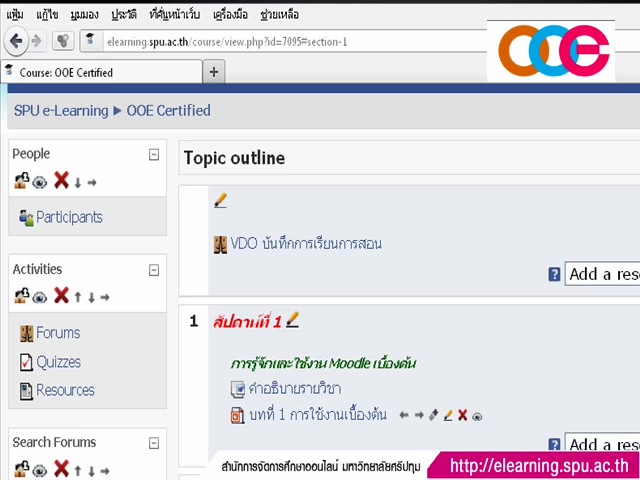 แฟ้ม แก้ไข มุมมอง ประวัติ ที่คั่นหน้าเว็บ เครื่องมือ ช่วยเหลือ
elearning.spu.ac.th/course/view.php?id=7095#section-1
OOE
Course: OOE Certified
SPU e-Learning ► OOE Certified
People
Topic outline
Participants
VDO บันทึกการเรียนการสอน
Activities
Add a res
1 สัปดาห์ที่ 1
Forums
การรู้จักและใช้งาน Moodle เบื้องต้น
Quizzes
คำอธิบายรายวิชา
Resources
บทที่ 1 การใช้งานเบื้องต้น
Search Forums
Add a res
สำนักการจัดการศึกษาออนไลน์ มหาวิทยาลัยศรีปทุม
http://elearning.spu.ac.th